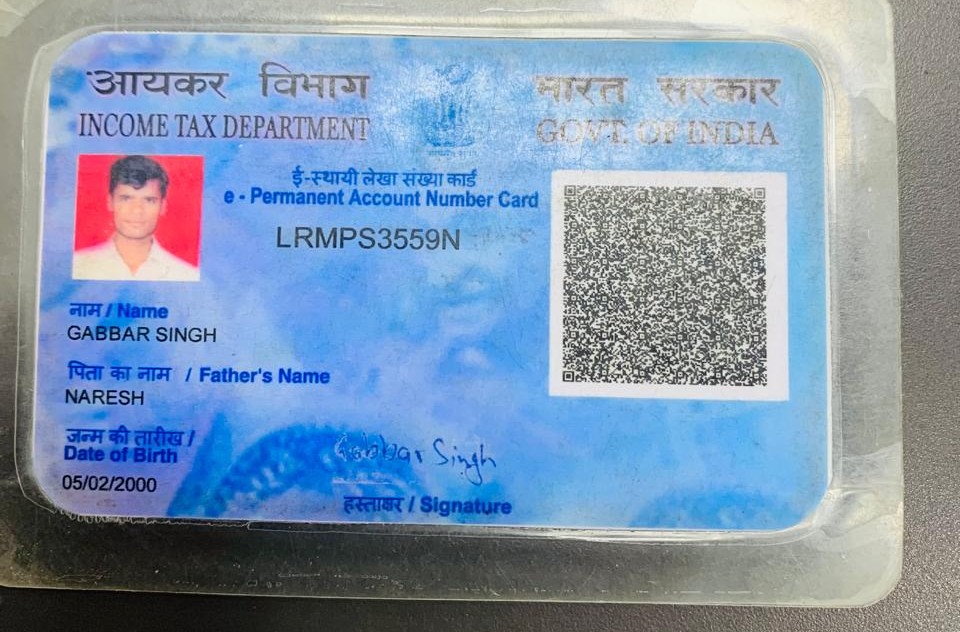 आयकर विभाग
INCOME TAX DEPARTMENT
भारत सरकार
GOVT. OF INDIA
ई-स्थायी लेखा संख्या कार्ड
e - Permanent Account Number Card
LRMPS3559N
नाम / Name
GABBAR SINGH
पिता का नाम / Father's Name
NARESH
जन्म की तारीख /
Date of Birth
05/02/2000
Gabbar Singh
हस्ताक्षर / Signature